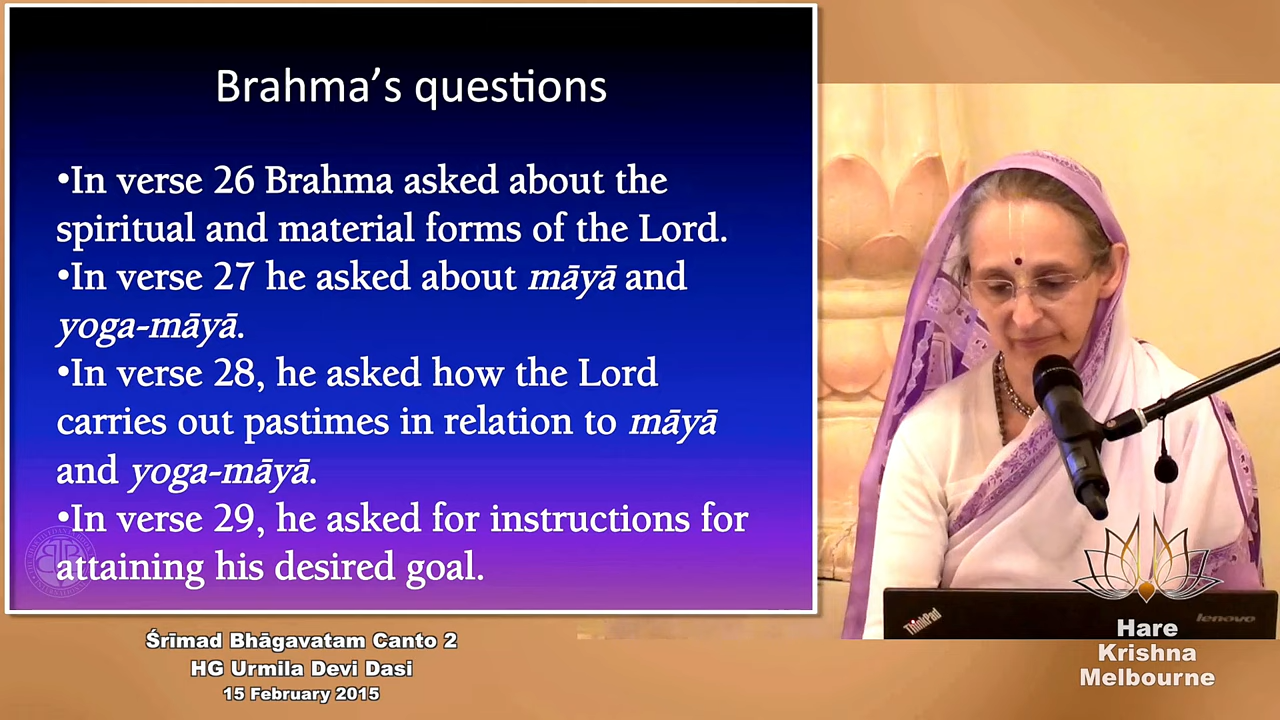 Brahma’s questions
•In verse 26 Brahma asked about the
spiritual and material forms of the Lord.
•In verse 27 he asked about māyā and
yoga-māyā.
•In verse 28, he asked how the Lord
carries out pastimes in relation to māyā
and yoga-māyā.
•In verse 29, he asked for instructions for
attaining his desired goal.
Śrīmad Bhāgavatam Canto 2
HG Urmila Devi Dasi
15 February 2015
ThinkPad
lenovo
Hare
Krishna
Melbourne